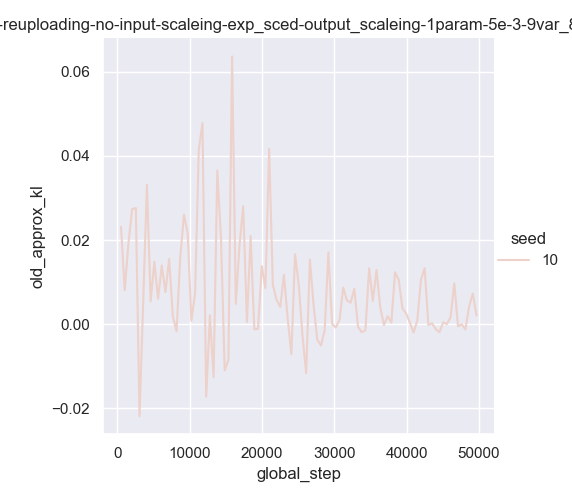 -reuploading-no-input-scaleing-exp_sced-output_scaleing-1param-5e-3-9var_8
0.06
0.04
0.02
0.00
−0.02
old_approx_kl
0 10000 20000 30000 40000 50000
global_step
seed
10